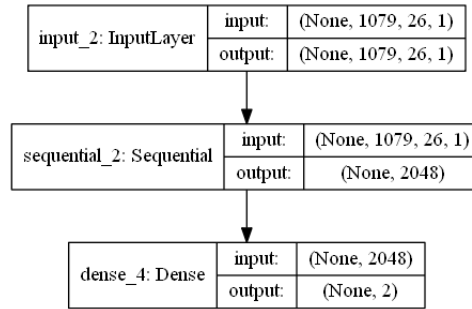 input_2: InputLayer
input: (None, 1079, 26, 1)
output: (None, 1079, 26, 1)
sequential_2: Sequential
input: (None, 1079, 26, 1)
output: (None, 2048)
dense_4: Dense
input: (None, 2048)
output: (None, 2)